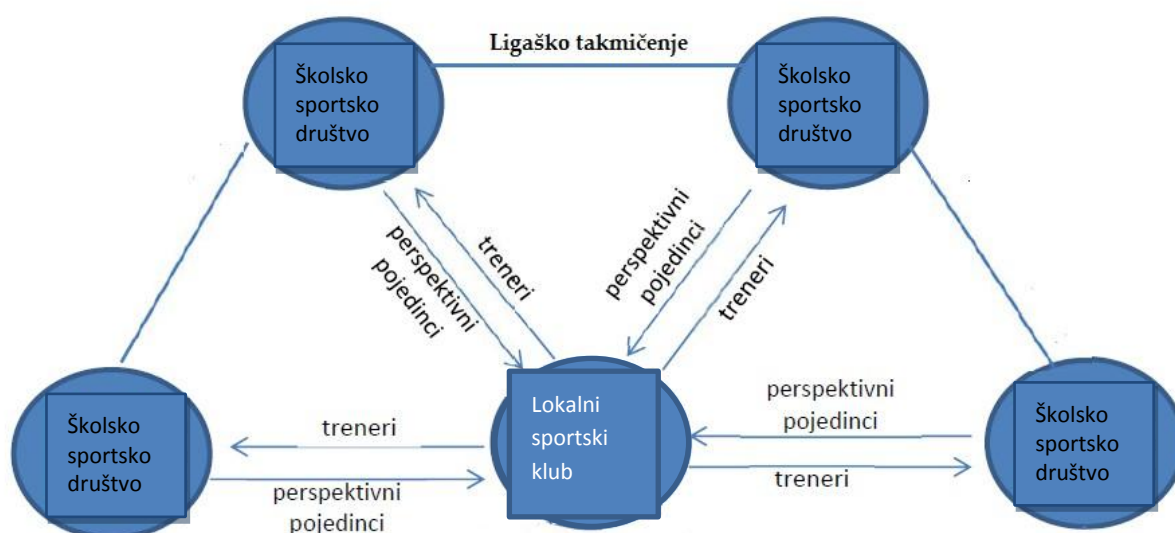 Ligaško takmičenje
Školsko
sportsko
društvo
Školsko
sportsko
društvo
perspektivni
pojedinci
treneri
perspektivni
pojedinci
treneri
Školsko
sportsko
društvo
treneri
perspektivni
pojedinci
Lokalni
sportski
klub
perspektivni
pojedinci
treneri
Školsko
sportsko
društvo